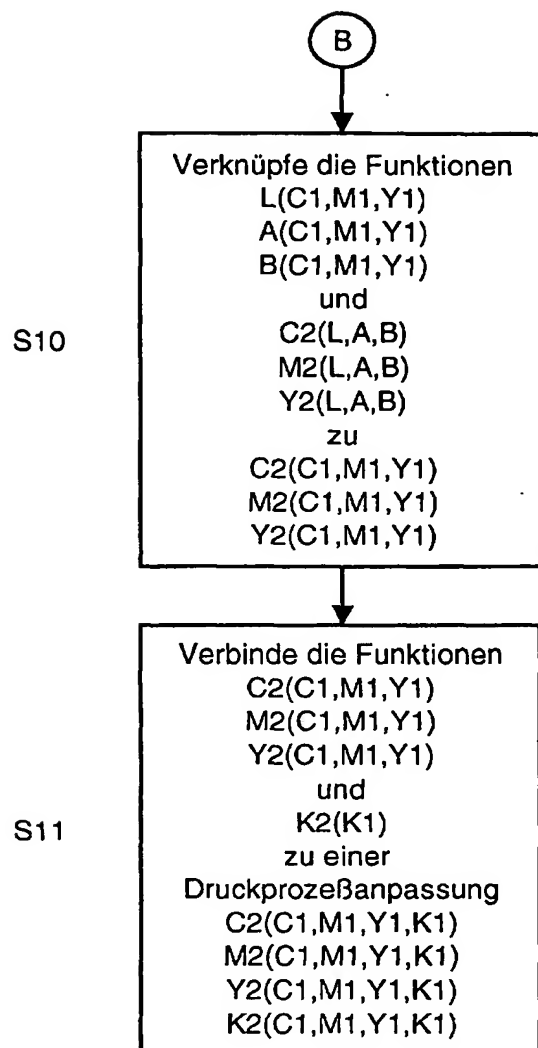 B
Verknüpfe die Funktionen
L(C1,M1,Y1)
A(C1,M1,Y1)
B(C1,M1,Y1)
und
S10
C2(L,A,B)
M2(L,A,B)
Y2(L,A,B)
zu
C2(C1,M1,Y1)
M2(C1,M1,Y1)
Y2(C1,M1,Y1)
Verbinde die Funktionen
C2(C1,M1,Y1)
M2(C1,M1,Y1)
Y2(C1,M1,Y1)
und
S11
K2(K1)
zu einer
Druckprozeßanpassung
C2(C1,M1,Y1,K1)
M2(C1,M1,Y1,K1)
Y2(C1,M1,Y1,K1)
K2(C1,M1,Y1,K1)